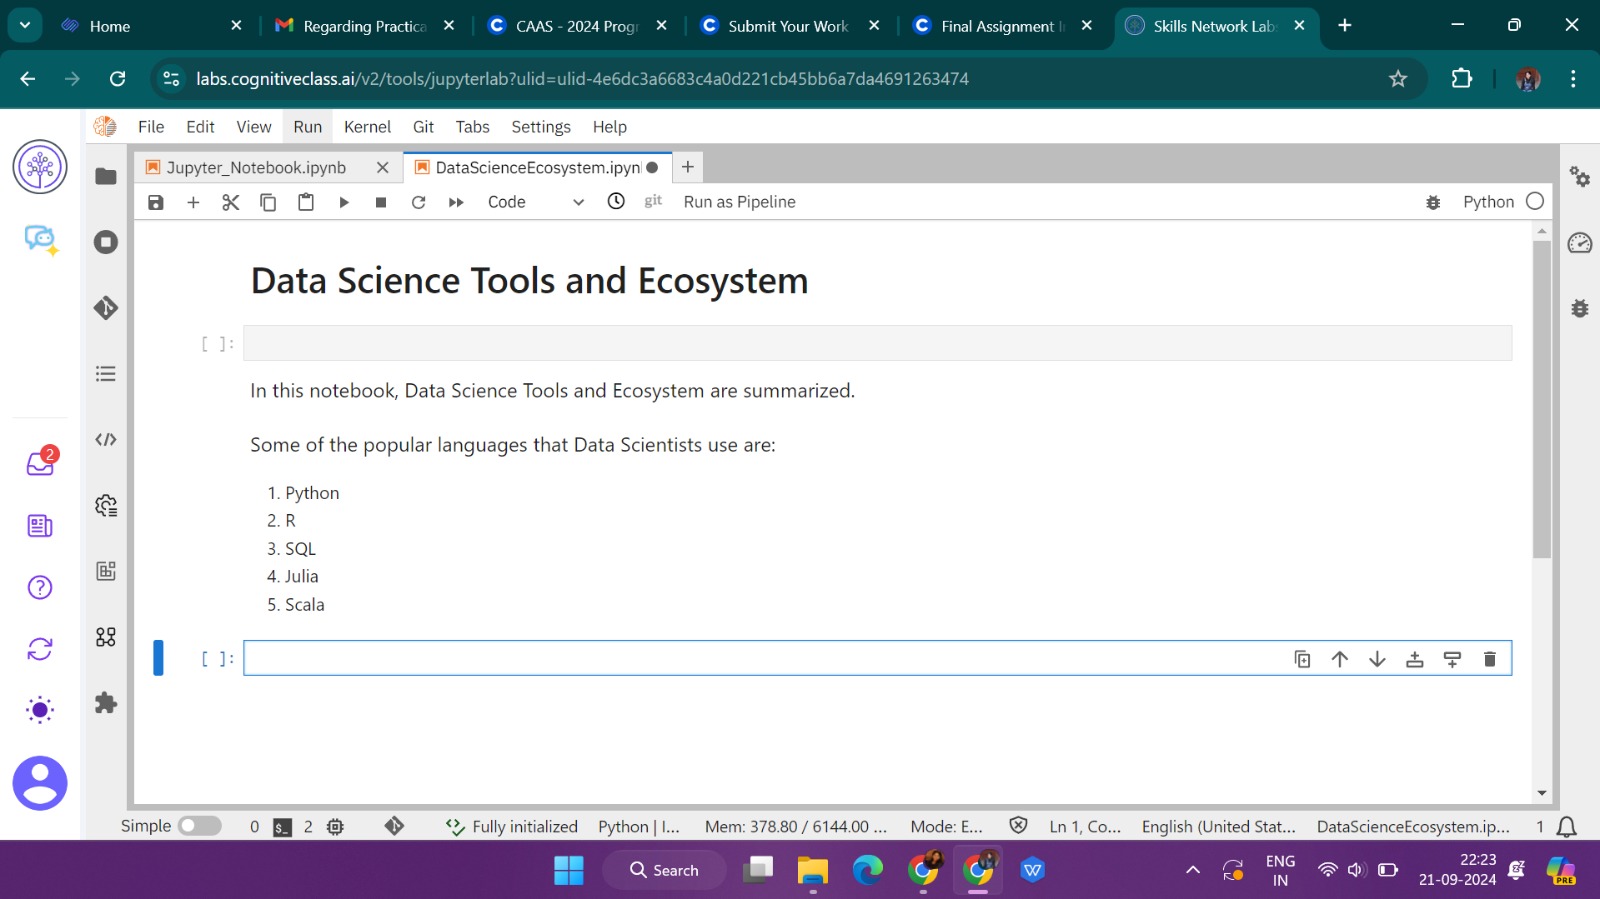 Home
Regarding Practica
CAAS - 2024 Progr
Submit Your Work
Final Assignment I
Skills Network Lab
labs.cognitiveclass.ai/v2/tools/jupyterlab?ulid=ulid-4e6dc3a6683c4a0d221cb45bb6a7da4691263474
File Edit View Run Kernel Git Tabs Settings Help
Jupyter_Notebook.ipynb
DataScienceEcosystem.ipyn
Code
git
Run as Pipeline
Python
Data Science Tools and Ecosystem
[ ]:
In this notebook, Data Science Tools and Ecosystem are summarized.
Some of the popular languages that Data Scientists use are:
1. Python
2. R
3. SQL
4. Julia
5. Scala
[ ]:
2
Simple 0 $_ 2 Fully initialized Python | I... Mem: 378.80 / 6144.00 ... Mode: E... Ln 1, Co... English (United Stat... DataScienceEcosystem.ip... 1
Search
W
ENG
IN
22:23
21-09-2024
PRE